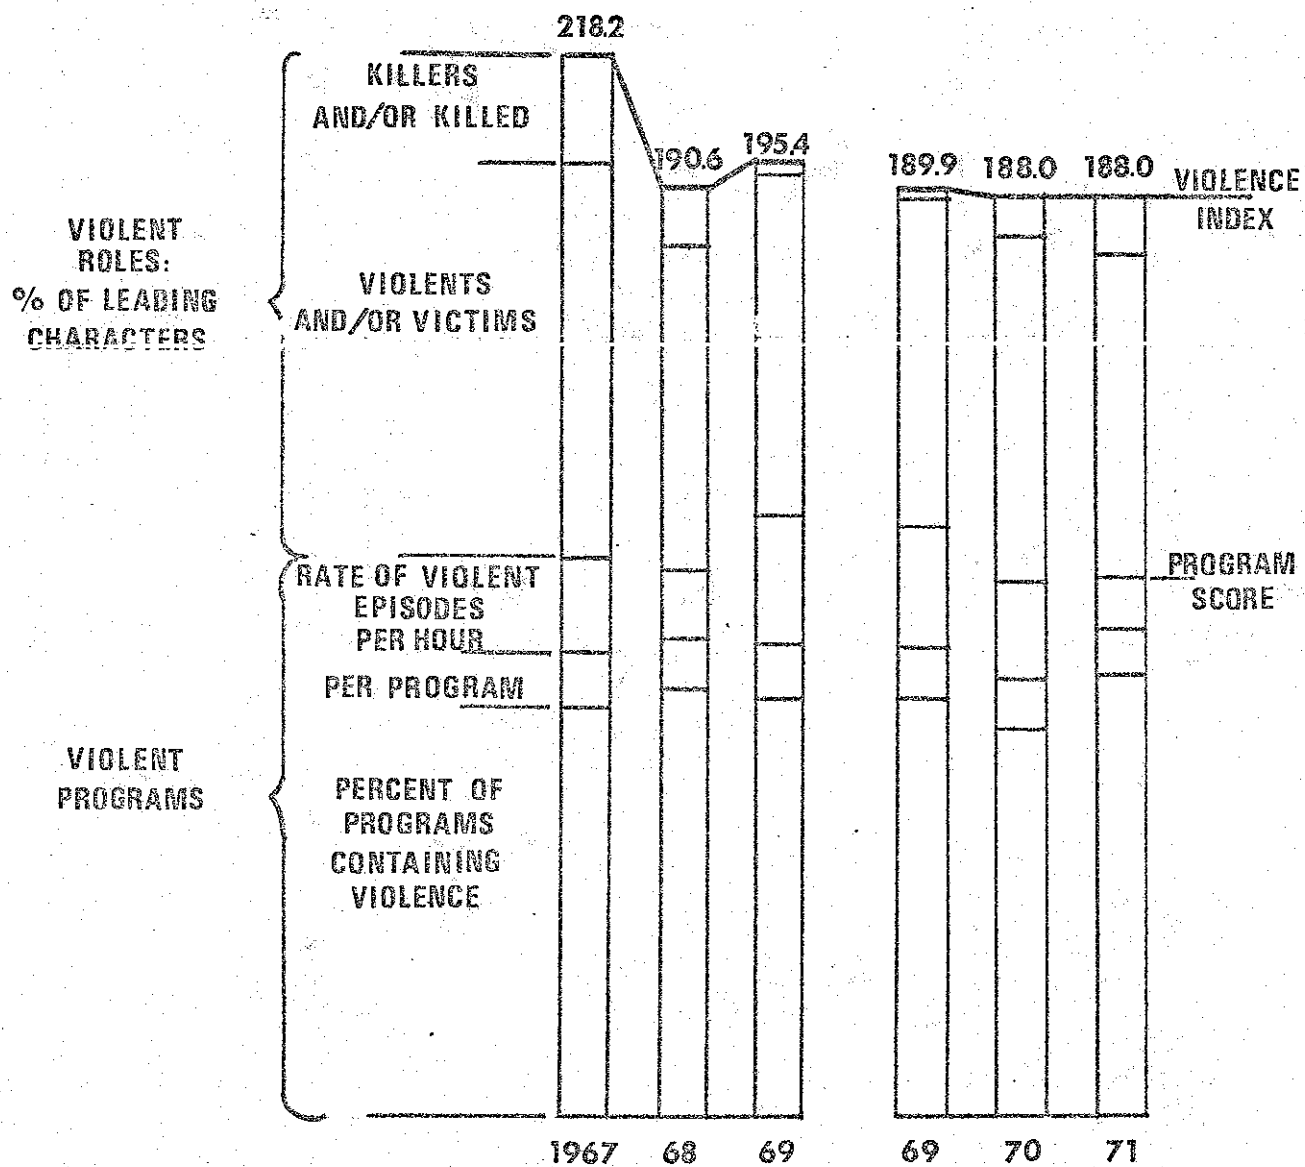 218.2
KILLERS
AND/OR KILLED
190.6
195.4
189.9
188.0
188.0
VIOLENCE
INDEX
VIOLENT
ROLES:
% OF LEADING
CHARACTERS
VIOLENTS
AND/OR VICTIMS
RATE OF VIOLENT
EPISODES
PER HOUR
PROGRAM
SCORE
PER PROGRAM
VIOLENT
PROGRAMS
PERCENT OF
PROGRAMS
CONTAINING
VIOLENCE
1967
68
69
69
70
71